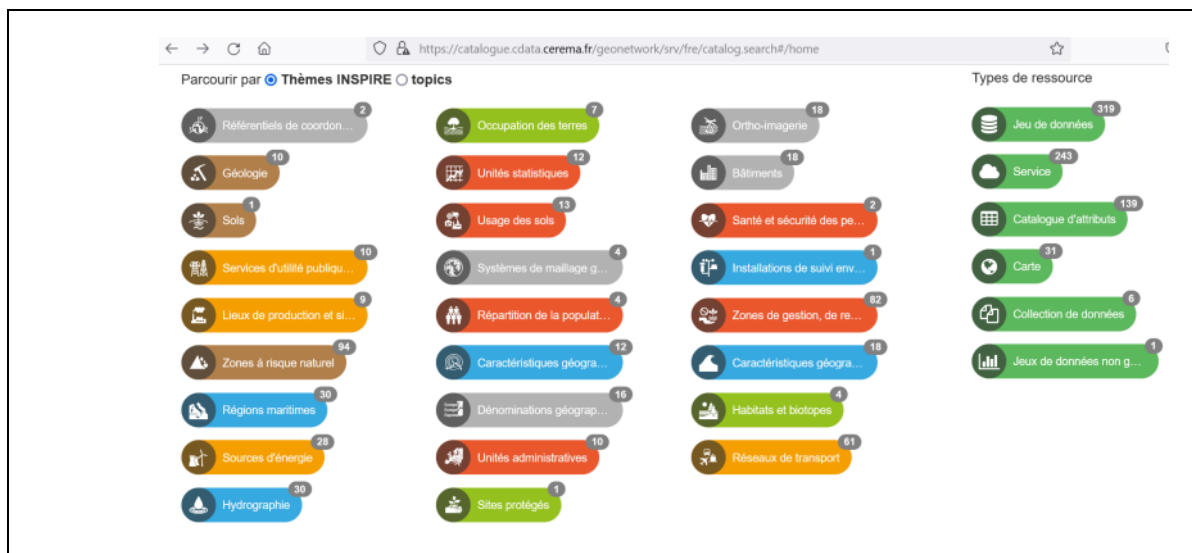 https://catalogue.cdata.cerema.fr/geonetwork/srv/fre/catalog.search#/home
Parcourir par Thèmes INSPIRE topics
Types de ressource
2
Référentiels de coordon...
10
Géologie
1
Sols
10
Services d'utilité publiqu...
9
Lieux de production et si...
94
Zones à risque naturel
30
Régions maritimes
28
Sources d'énergie
30
Hydrographie
7
Occupation des terres
12
Unités statistiques
13
Usage des sols
4
Systèmes de maillage g...
4
Répartition de la populat...
12
Caractéristiques géogra...
16
Dénominations géograp...
10
Unités administratives
1
Sites protégés
18
Ortho-imagerie
18
Bâtiments
2
Santé et sécurité des pe...
1
Installations de suivi env...
82
Zones de gestion, de re...
18
Caractéristiques géogra...
4
Habitats et biotopes
61
Réseaux de transport
319
Jeu de données
243
Service
139
Catalogue d'attributs
31
Carte
6
Collection de données
1
Jeux de données non g...